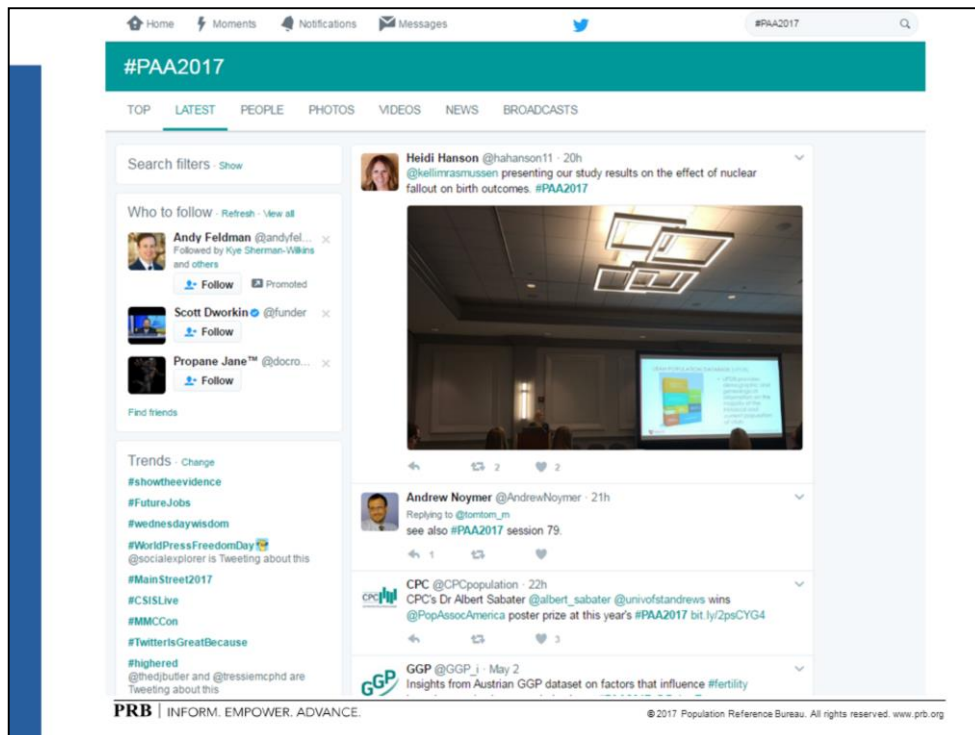 Home Moments Notifications Messages #PAA2017
#PAA2017
TOP LATEST PEOPLE PHOTOS VIDEOS NEWS BROADCASTS
Search filters · Show
Who to follow · Refresh · View all
Andy Feldman @andyfel...
Followed by Kye Sherman-Wilkins
and others
Follow Promoted
Scott Dworkin @funder
Follow
Propane Jane™ @docro...
Follow
Find friends
Trends · Change
#showtheevidence
#FutureJobs
#wednesdaywisdom
#WorldPressFreedomDay
@socialexplorer is Tweeting about this
#MainStreet2017
#CSISLive
#MMCCon
#TwitterIsGreatBecause
#highered
@thedjbutler and @tressiemcphd are
Tweeting about this
Heidi Hanson @hahanson11 · 20h
@kellimrasmussen presenting our study results on the effect of nuclear
fallout on birth outcomes. #PAA2017
2 2
Andrew Noymer @AndrewNoymer · 21h
Replying to @tomtom_m
see also #PAA2017 session 79.
1
CPC
CPC @CPCpopulation · 22h
CPC's Dr Albert Sabater @albert_sabater @univofstandrews wins
@PopAssocAmerica poster prize at this year's #PAA2017 bit.ly/2psCYG4
3
GGP
GGP @GGP_i · May 2
Insights from Austrian GGP dataset on factors that influence #fertility
PRB | INFORM. EMPOWER. ADVANCE.
© 2017 Population Reference Bureau. All rights reserved. www.prb.org